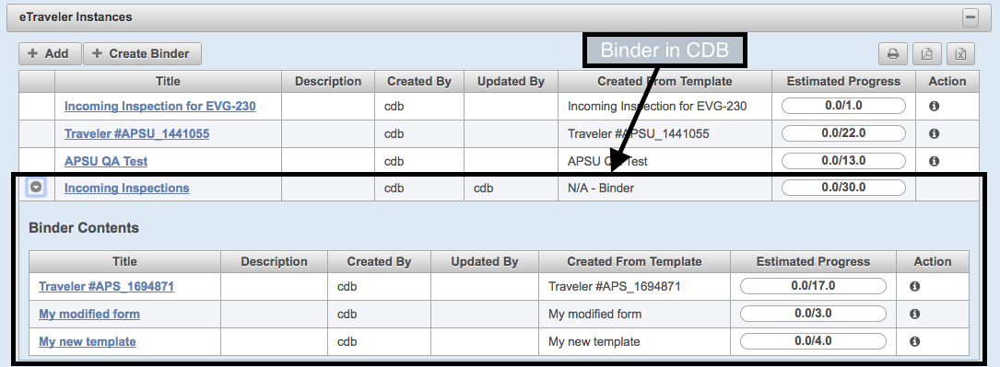 eTraveler Instances
Add Create Binder Binder in CDB
Title Description Created By Updated By Created From Template Estimated Progress Action
Incoming Inspection for EVG-230 cdb Incoming Inspection for EVG-230 0.0/1.0
Traveler #APSU_1441055 cdb Traveler #APSU_1441055 0.0/22.0
APSU QA Test cdb APSU QA Test 0.0/13.0
Incoming Inspections cdb cdb N/A - Binder 0.0/30.0
Binder Contents
Title Description Created By Updated By Created From Template Estimated Progress Action
Traveler #APS_1694871 cdb Traveler #APS_1694871 0.0/17.0
My modified form cdb My modified form 0.0/3.0
My new template cdb My new template 0.0/4.0